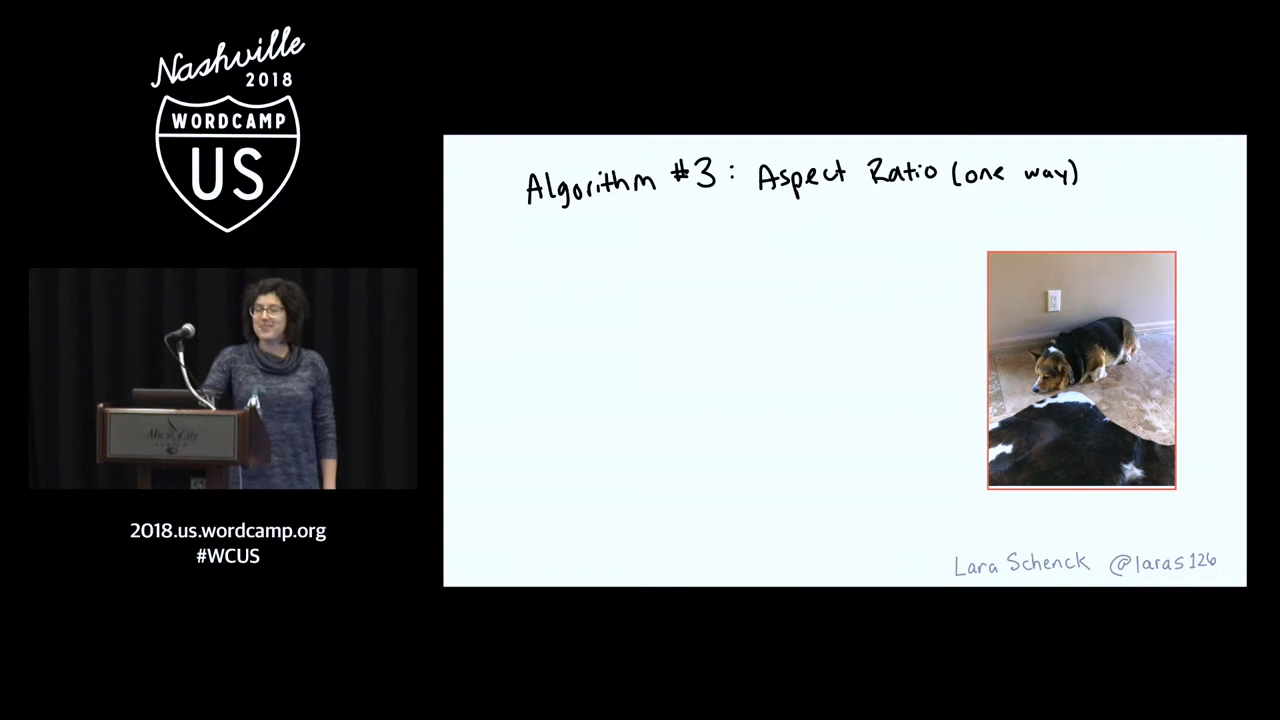 Nashville
2018
WORDCAMP
US
2018.us.wordcamp.org
#WCUS
Algorithm #3: Aspect Ratio (one way)
Lara Schenck @laras126